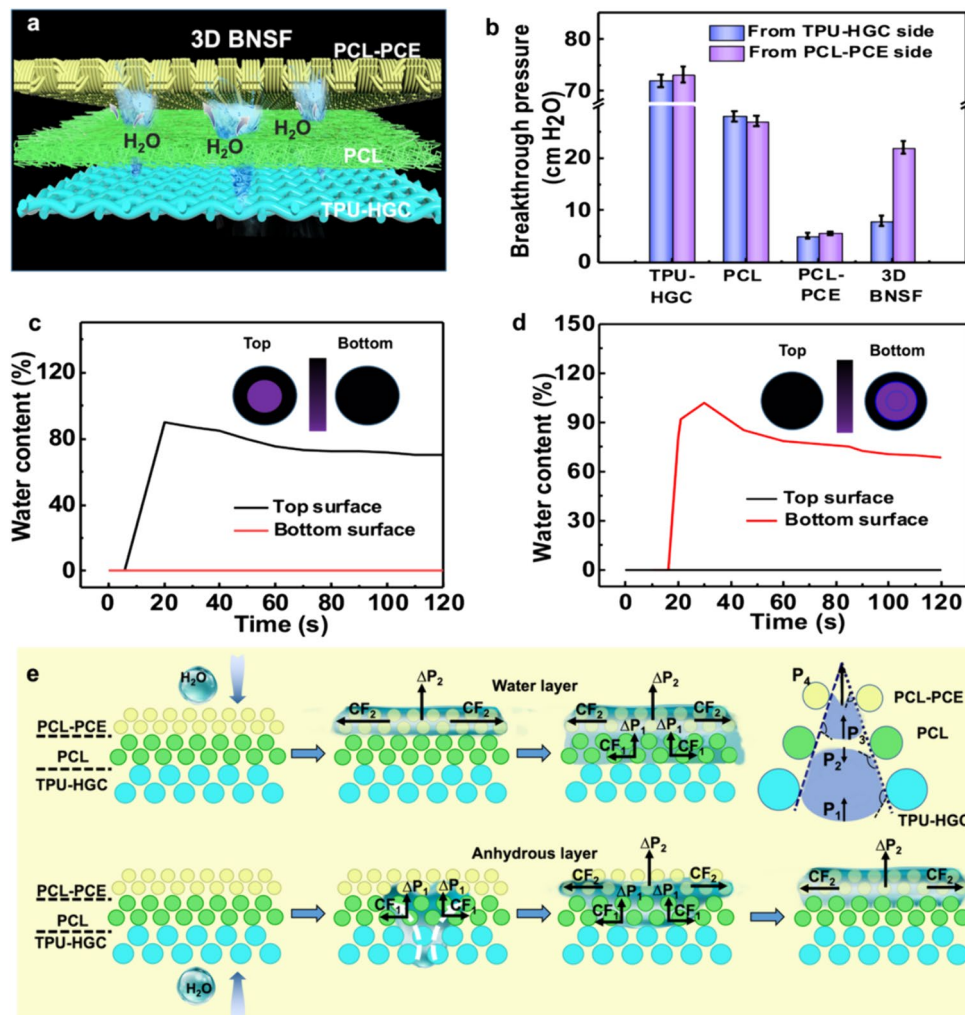 a
3D BNSF
PCL-PCE
H2O
H2O
H2O
PCL
TPU-HGC
b
From TPU-HGC side
From PCL-PCE side
Breakthrough pressure
(cm H2O)
80
70
20
10
0
TPU-
HGC
PCL
PCL-
PCE
3D
BNSF
c
Top
Bottom
Water content (%)
120
80
40
0
Top surface
Bottom surface
0 20 40 60 80 100 120
Time (s)
d
Top
Bottom
Water content (%)
150
120
90
60
30
0
Top surface
Bottom surface
0 20 40 60 80 100 120
Time (s)
e
H2O
PCL-PCE
PCL
TPU-HGC
ΔP2
CF2
CF2
Water layer
ΔP2
CF2
CF2
ΔP1
ΔP1
CF1
CF1
P4
PCL-PCE
P3
PCL
P2
P1
TPU-HGC
PCL-PCE
PCL
TPU-HGC
H2O
ΔP1
ΔP1
CF1
CF1
Anhydrous layer
ΔP2
CF2
CF2
ΔP1
ΔP1
CF1
CF1
ΔP2
CF2
CF2